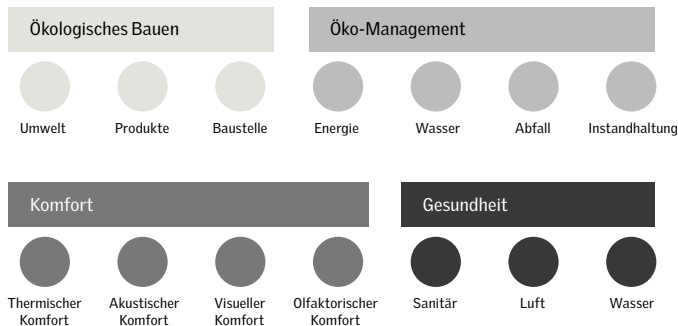 Ökologisches Bauen
Öko-Management
Umwelt
Produkte
Baustelle
Energie
Wasser
Abfall
Instandhaltung
Komfort
Gesundheit
Thermischer
Komfort
Akustischer
Komfort
Visueller
Komfort
Olfaktorischer
Komfort
Sanitär
Luft
Wasser